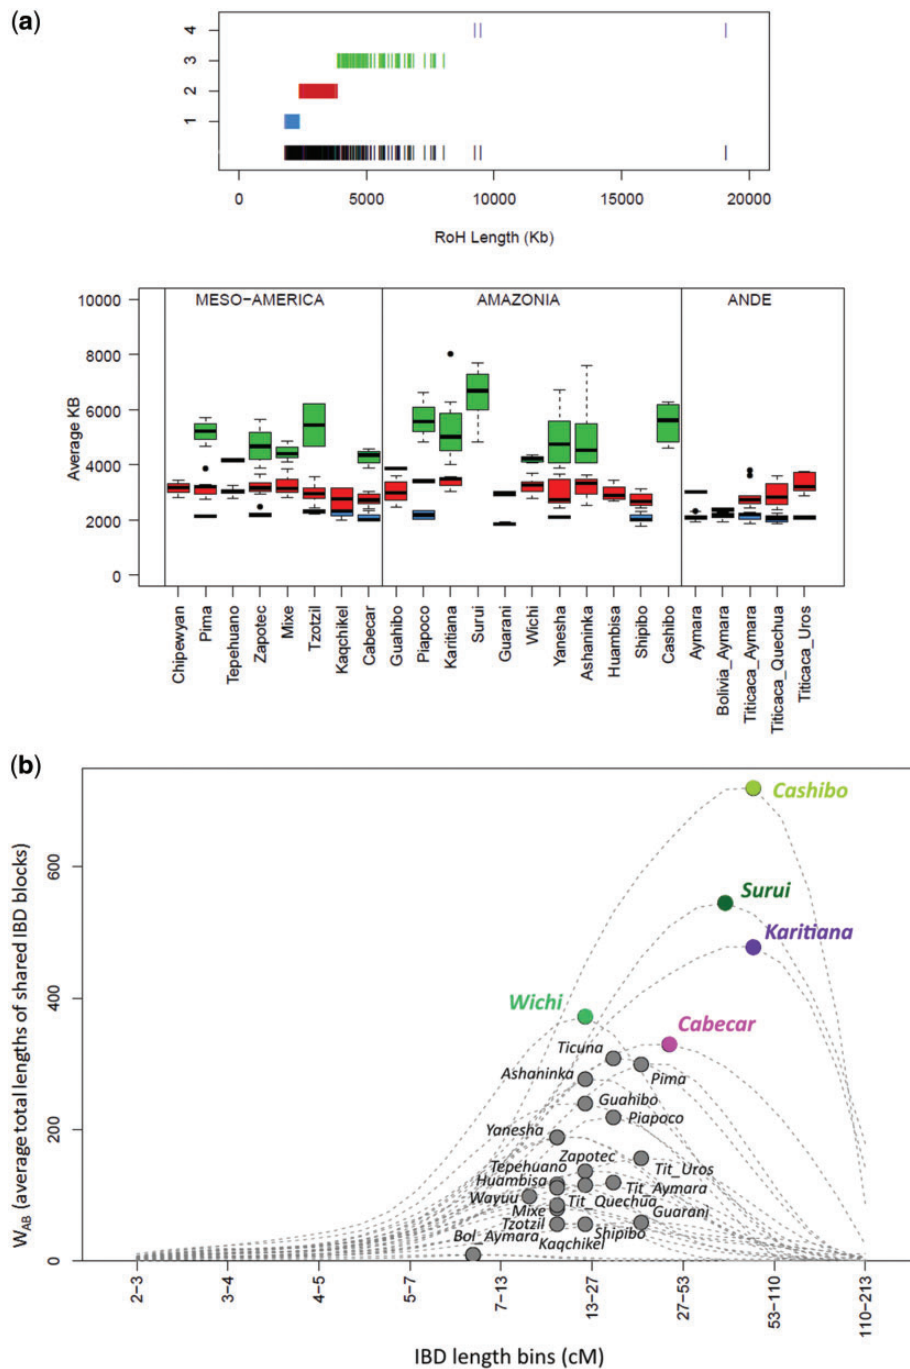 (a)
4
3
2
1
0 5000 10000 15000 20000
RoH Length (Kb)
MESO-AMERICA AMAZONIA ANDE
10000
8000
6000
4000
2000
0
Average KB
Chipewyan
Pima
Tepehuano
Zapotec
Mixe
Tzotzil
Kaqchikel
Cabecar
Guahibo
Piapoco
Karitiana
Surui
Guarani
Wichi
Yanesha
Ashaninka
Huambisa
Shipibo
Cashibo
Aymara
Bolivia_Aymara
Titicaca_Aymara
Titicaca_Quechua
Titicaca_Uros
(b)
WAB (average total lengths of shared IBD blocks)
600
400
200
0
Cashibo
Surui
Karitiana
Wichi
Cabecar
Ticuna
Ashaninka
Pima
Guahibo
Piapoco
Yanesha
Zapotec
Tepehuano
Tit_Uros
Huambisa
Tit_Aymara
Wayuu
Tit_Quechua
Mixe
Guarani
Tzotzil
Shipibo
Bol_Aymara
Kaqchikel
2-3
3-4
4-5
5-7
7-13
13-27
27-53
53-110
110-213
IBD length bins (cM)